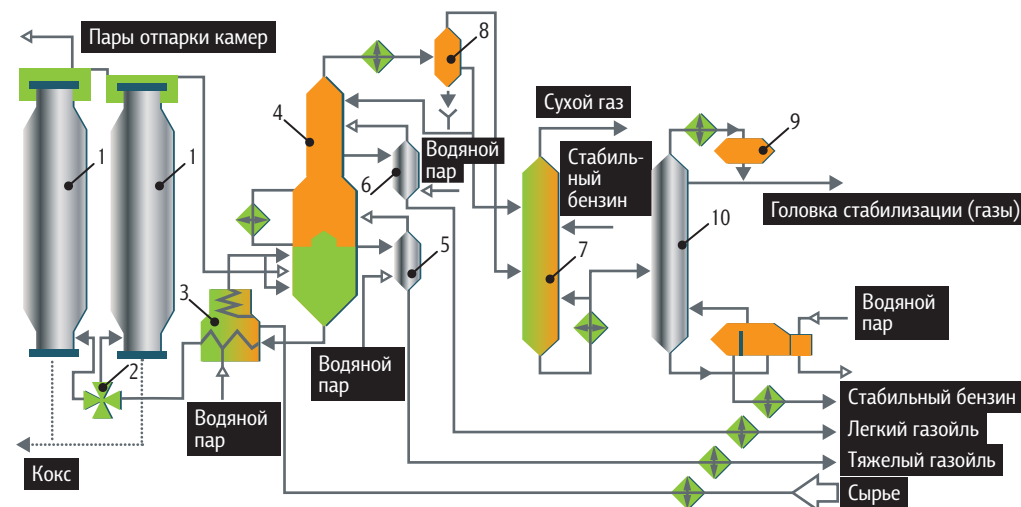 Пары отпарки камер
8
Сухой газ
4
9
Водяной
пар
Стабиль-
ный
бензин
1
1
6
Головка стабилизации (газы)
10
5
7
3
Водяной
пар
Водяной
пар
2
Стабильный бензин
Водяной
пар
Легкий газойль
Тяжелый газойль
Кокс
Сырье